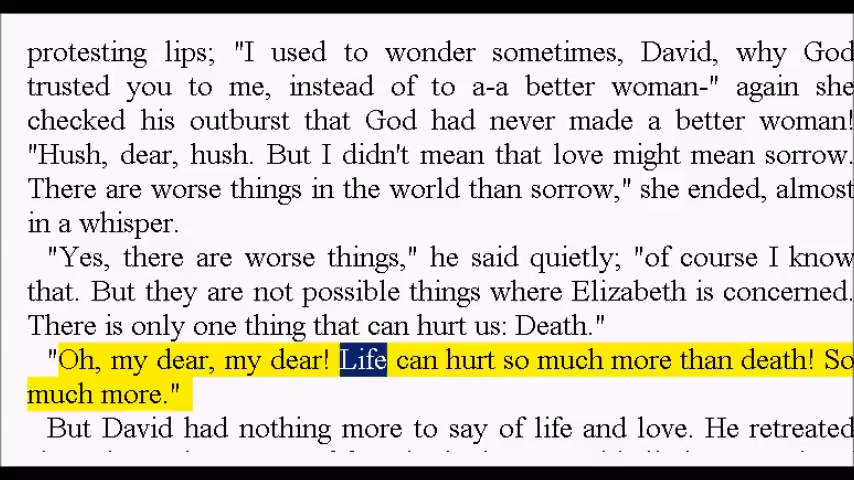 protesting lips; "I used to wonder sometimes, David, why God
trusted you to me, instead of to a-a better woman-" again she
checked his outburst that God had never made a better woman!
"Hush, dear, hush. But I didn't mean that love might mean sorrow.
There are worse things in the world than sorrow," she ended, almost
in a whisper.
"Yes, there are worse things," he said quietly; "of course I know
that. But they are not possible things where Elizabeth is concerned.
There is only one thing that can hurt us: Death."
"Oh, my dear, my dear! Life can hurt so much more than death! So
much more."
But David had nothing more to say of life and love. He retreated